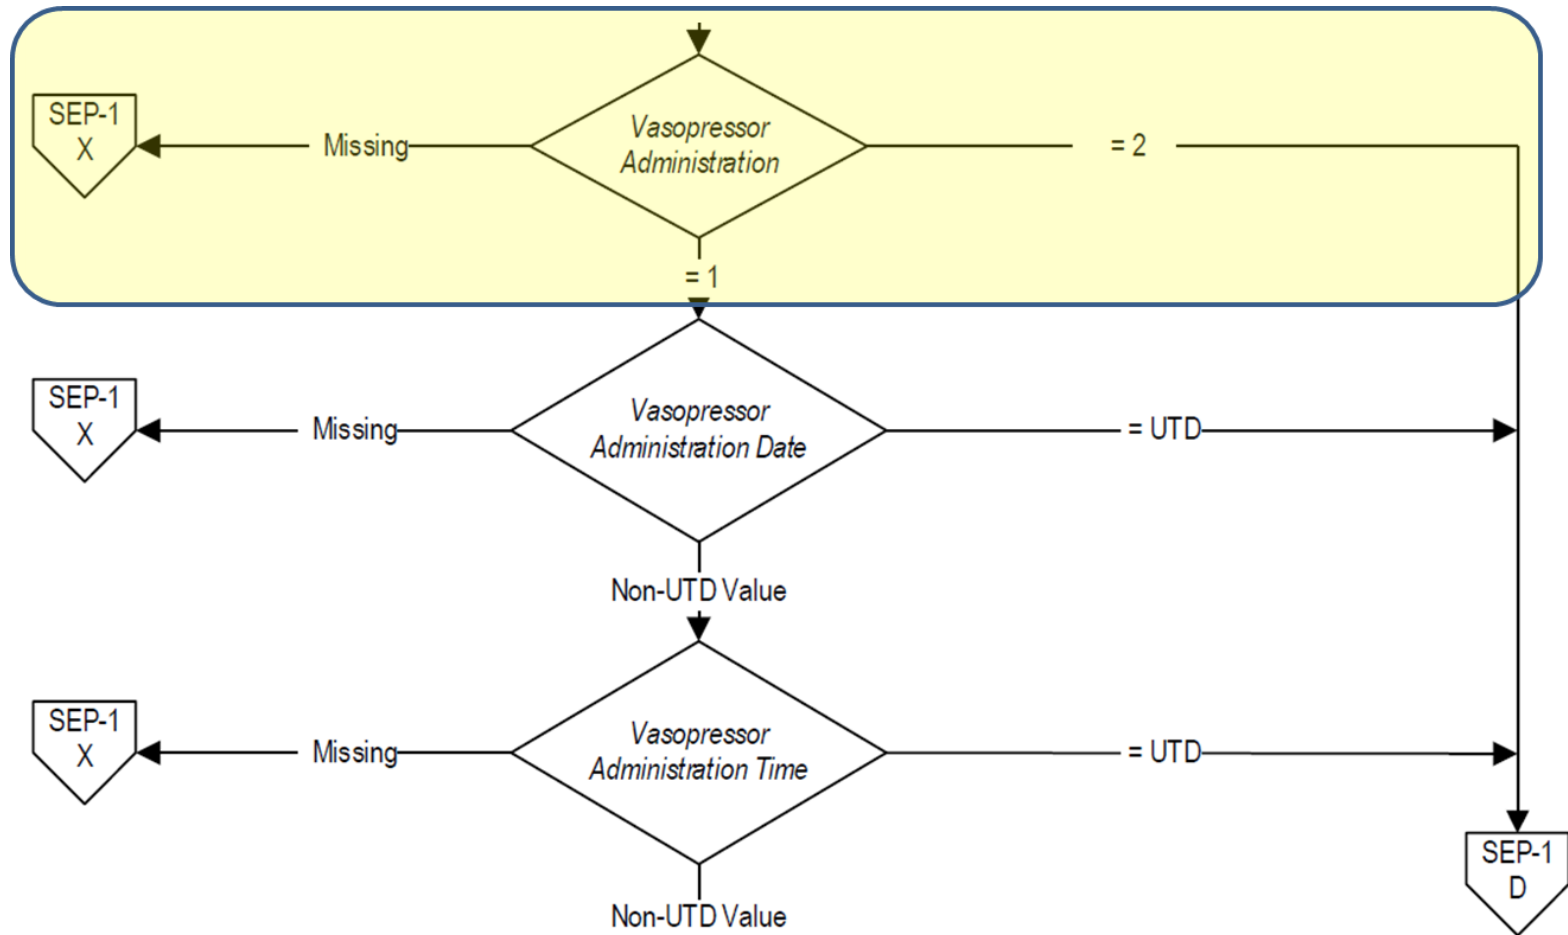 SEP-1
X
Missing
Vasopressor
Administration
= 2
= 1
SEP-1
X
Missing
Vasopressor
Administration Date
= UTD
Non-UTD Value
SEP-1
X
Missing
Vasopressor
Administration Time
= UTD
SEP-1
D
Non-UTD Value